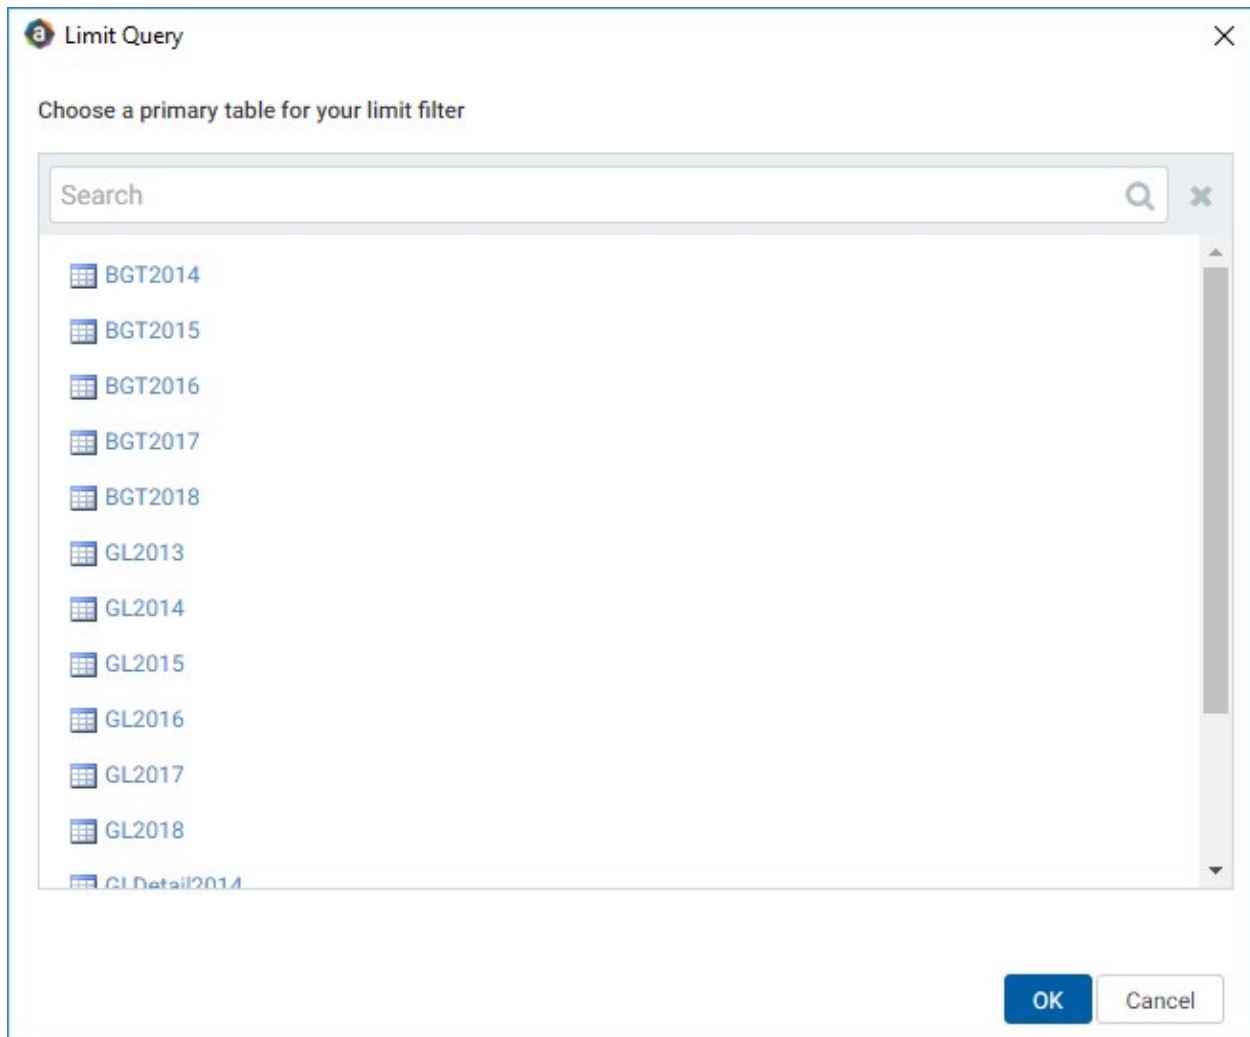 Limit Query
Choose a primary table for your limit filter
Search
BGT2014
BGT2015
BGT2016
BGT2017
BGT2018
GL2013
GL2014
GL2015
GL2016
GL2017
GL2018
GLDetail2014
OK Cancel